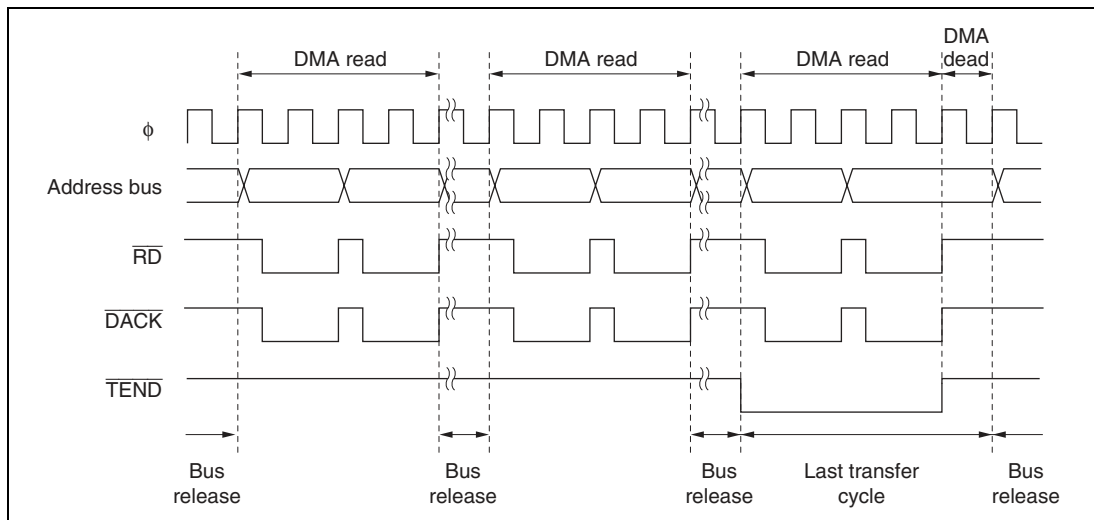 DMA read DMA read DMA read DMA dead
φ
Address bus
RD
DACK
TEND
Bus release Bus release Bus release Last transfer cycle Bus release